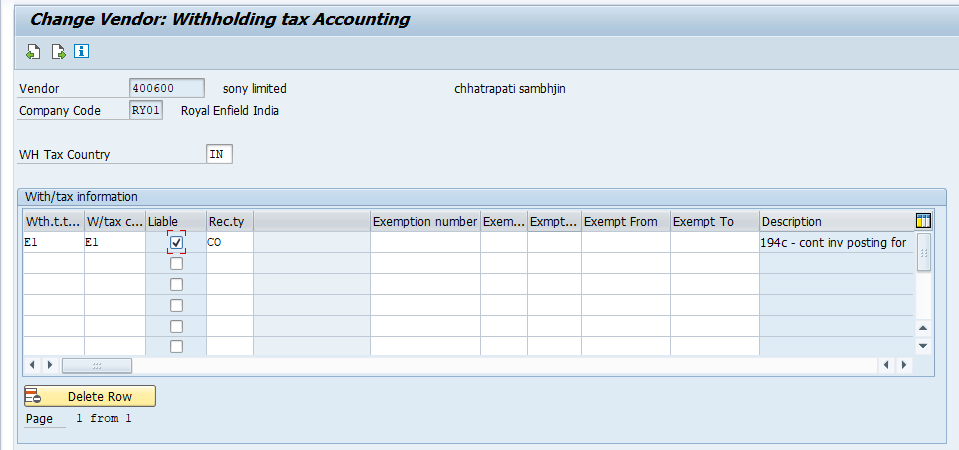 Change Vendor: Withholding tax Accounting
Vendor 400600 sony limited chhatrapati sambhjin
Company Code RY01 Royal Enfield India
WH Tax Country IN
With/tax information
Wth.t.t... W/tax c... Liable Rec.ty Exemption number Exem... Exmpt... Exempt From Exempt To Description
E1 E1 CO 194c - cont inv posting for
Delete Row
Page 1 from 1